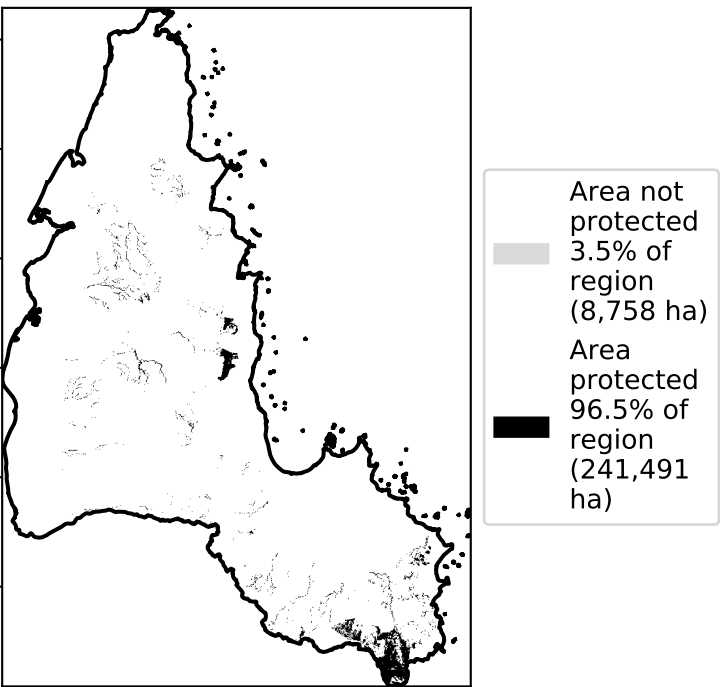 Area not
protected
3.5% of
region
(8,758 ha)
Area
protected
96.5% of
region
(241,491
ha)